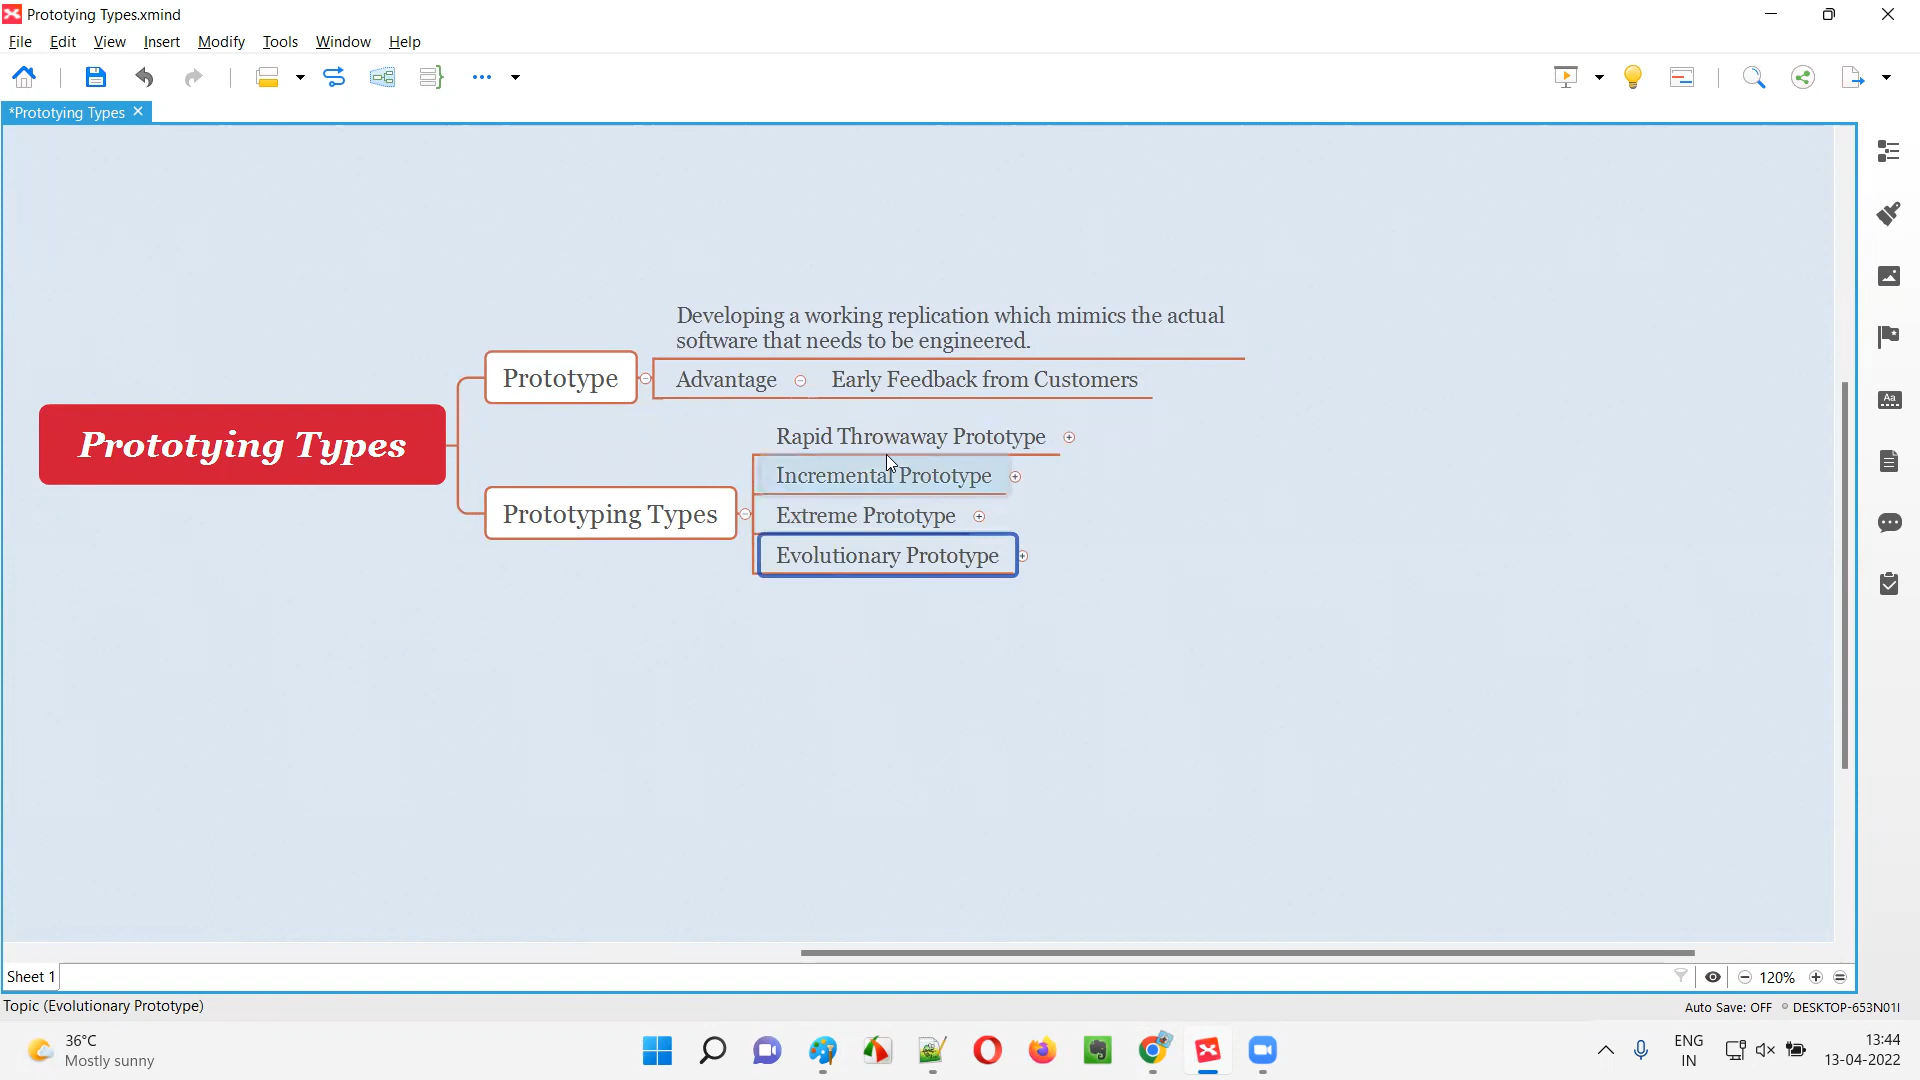 Prototying Types.xmind
File Edit View Insert Modify Tools Window Help
*Prototying Types
Developing a working replication which mimics the actual
software that needs to be engineered.
Prototype
Advantage
Early Feedback from Customers
Prototying Types
Rapid Throwaway Prototype
Incremental Prototype
Prototyping Types
Extreme Prototype
Evolutionary Prototype
Aa
Sheet 1
120%
Topic (Evolutionary Prototype)
Auto Save: OFF
DESKTOP-653N01I
36°C
Mostly sunny
ENG
IN
13:44
13-04-2022